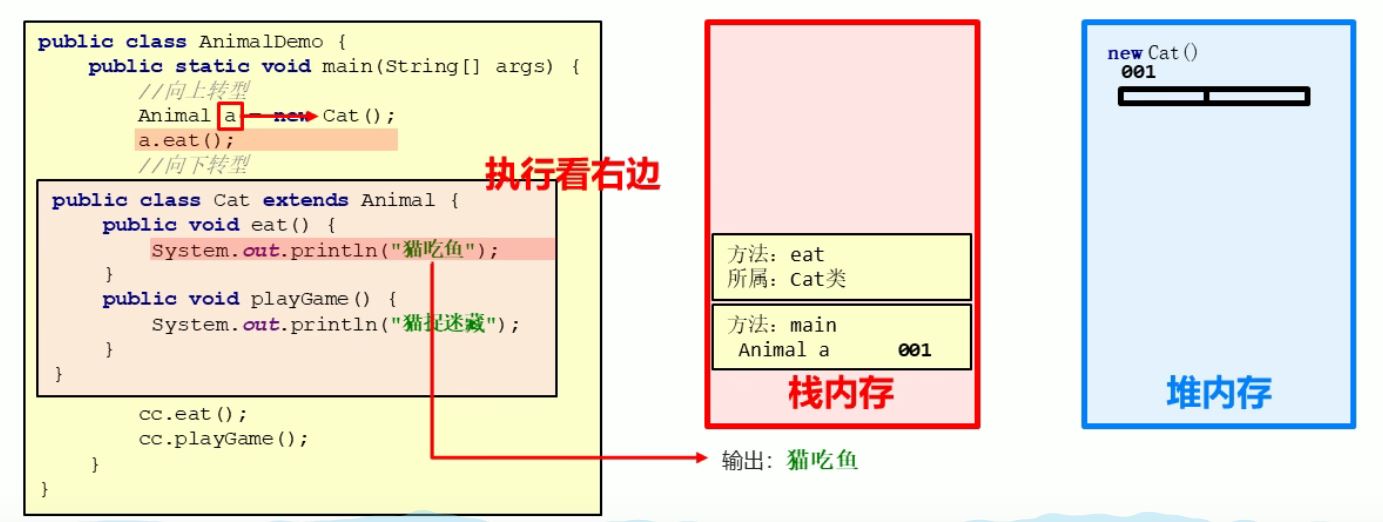 public class AnimalDemo {
public static void main(String[] args) {
//向上转型
Animal a = new Cat();
a.eat();
//向下转型
执行看右边
public class Cat extends Animal {
public void eat() {
System.out.println("猫吃鱼");
}
public void playGame() {
System.out.println("猫捉迷藏");
}
}
cc.eat();
cc.playGame();
}
}
方法：eat
所属：Cat类
方法：main
Animal a 001
栈内存
输出：猫吃鱼
new Cat()
001
堆内存